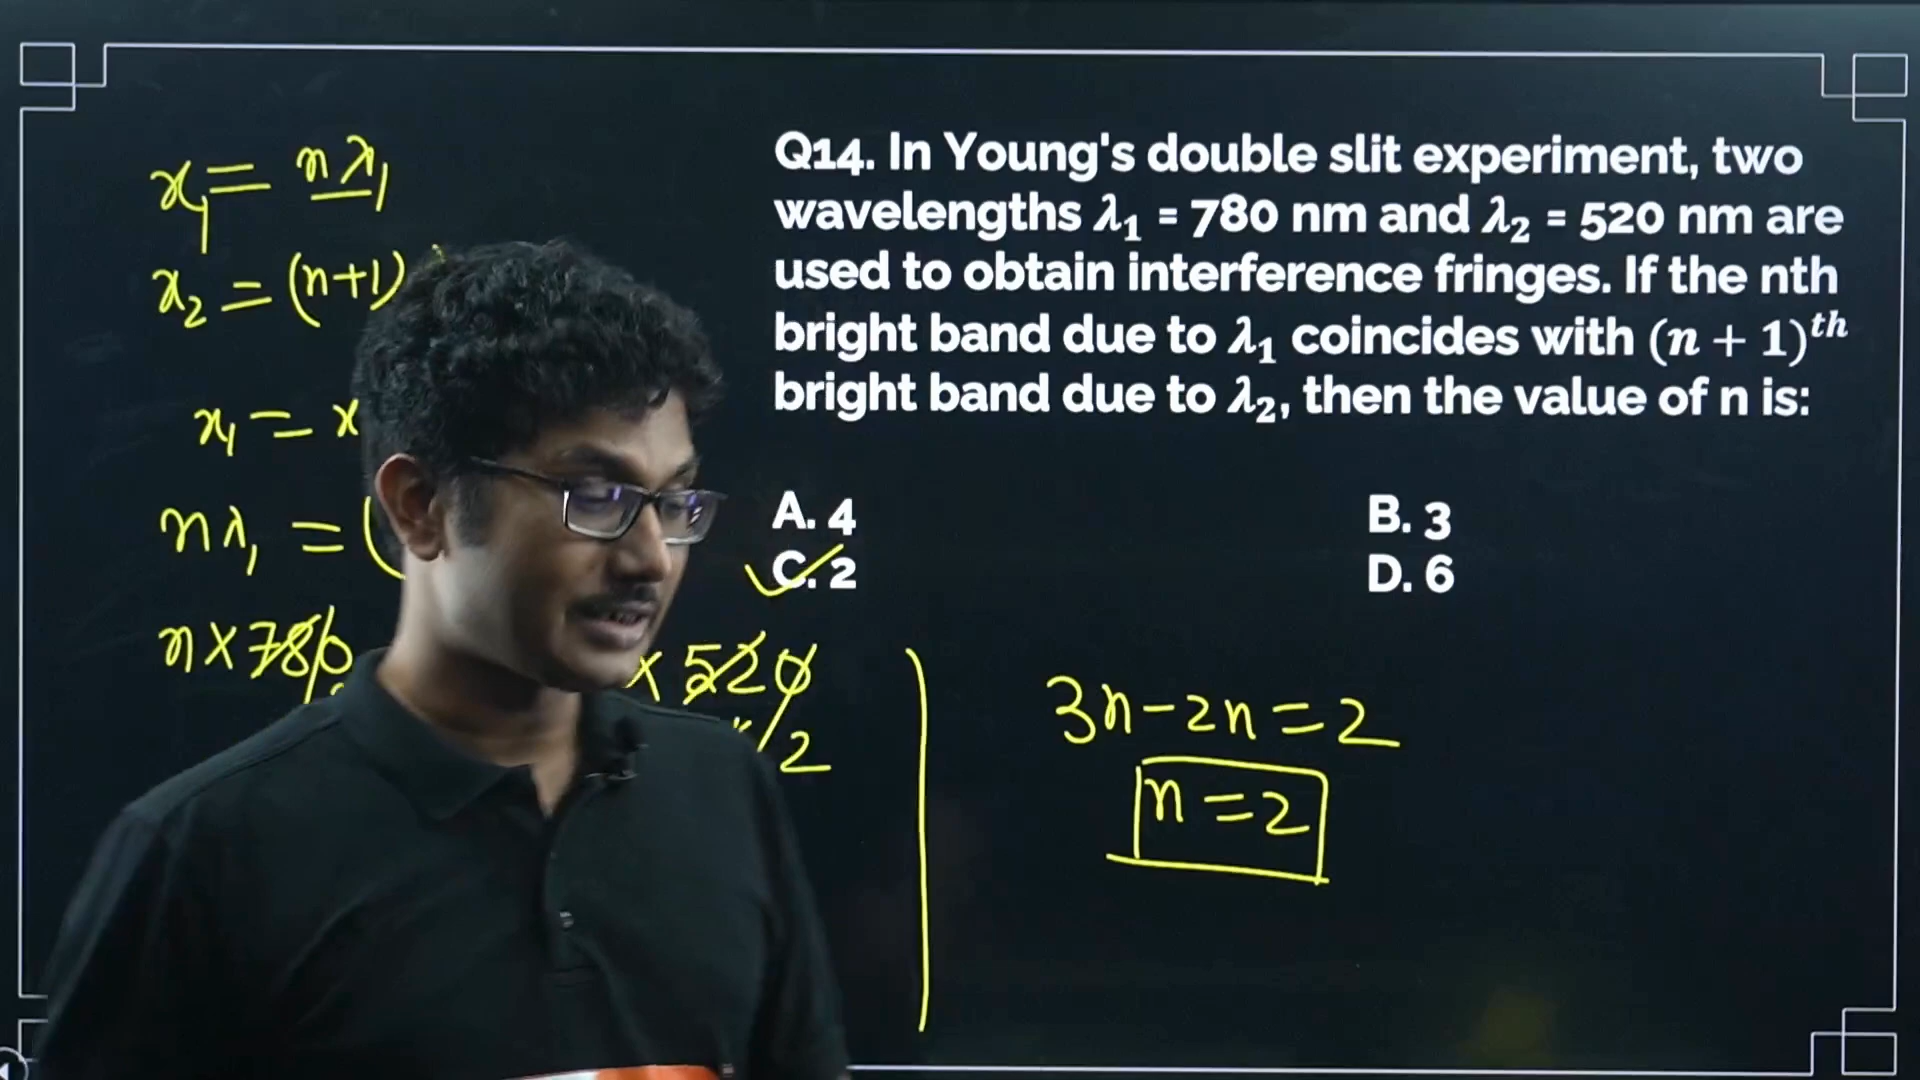 Q14. In Young's double slit experiment, two
wavelengths λ₁ = 780 nm and λ₂ = 520 nm are
used to obtain interference fringes. If the nth
bright band due to λ₁ coincides with (n + 1)ᵗʰ
bright band due to λ₂, then the value of n is:
A. 4
B. 3
C. 2
D. 6
x₁ = nλ₁
x₂ = (n+1)
x₁ = x
nλ₁ = (
n × 780
× 520
2
3n - 2n = 2
n = 2